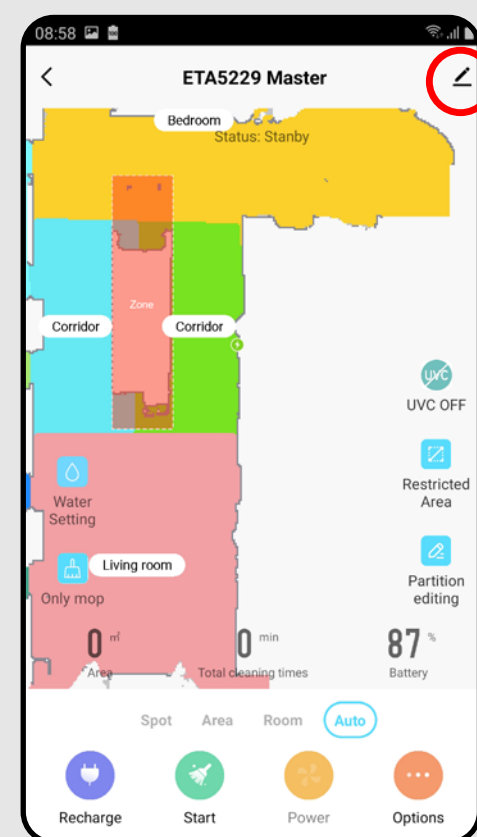 08:58
ETA5229 Master
Bedroom
Status: Stanby
Zone
Corridor
Corridor
UVC
UVC OFF
Water
Setting
Restricted
Area
Living room
Only mop
Partition
editing
0 ㎡
0 min
87 %
Area
Total cleaning times
Battery
Spot
Area
Room
Auto
Recharge
Start
Power
Options